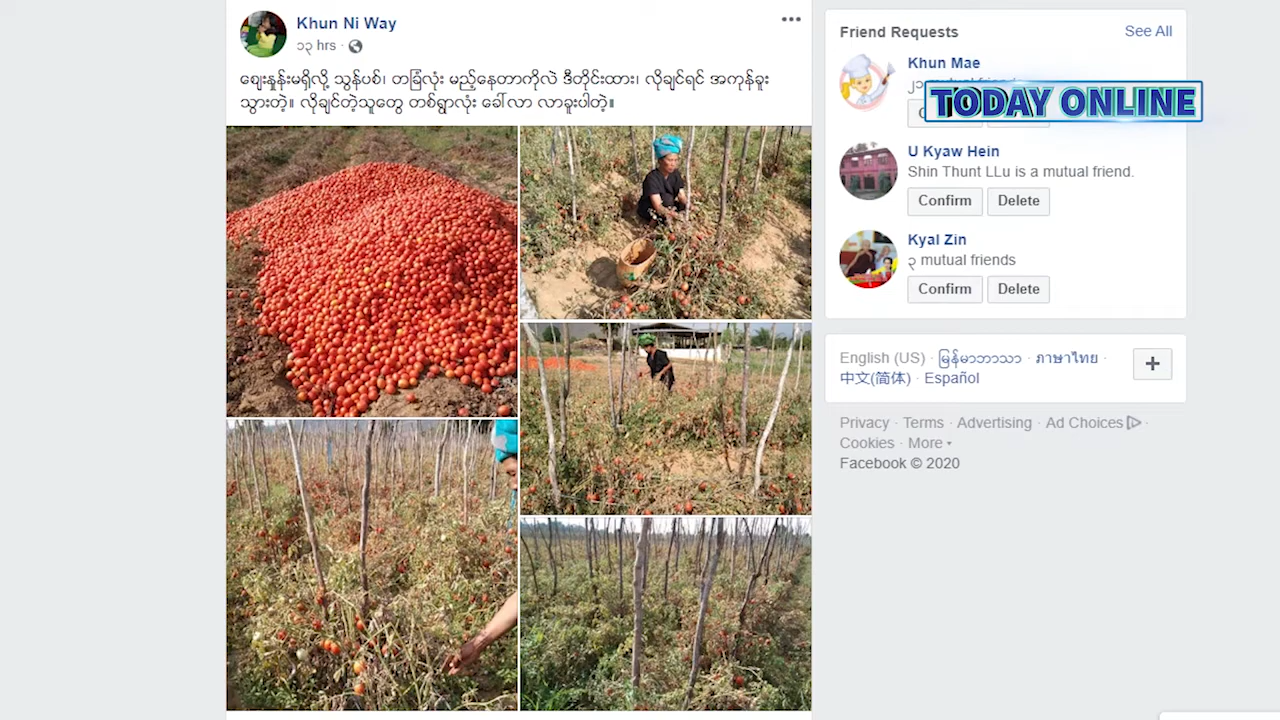 Khun Ni Way
၁၃ hrs ·
ဈေးနှုန်းမရှိလို့ သွန်ပစ်၊ တခြံလုံး မည့်နေတာကိုလဲ ဒီတိုင်းထား၊ လိုချင်ရင် အကုန်ခူး
သွားတဲ့။ လိုချင်တဲ့သူတွေ တစ်ရွာလုံး ခေါ်လာ လာခူးပါတဲ့။
Friend Requests
See All
Khun Mae
TODAY ONLINE
U Kyaw Hein
Shin Thunt LLu is a mutual friend.
Confirm Delete
Kyal Zin
၃ mutual friends
Confirm Delete
English (US) · မြန်မာဘာသာ · ภาษาไทย ·
中文(简体) · Español
Privacy · Terms · Advertising · Ad Choices ·
Cookies · More
Facebook © 2020